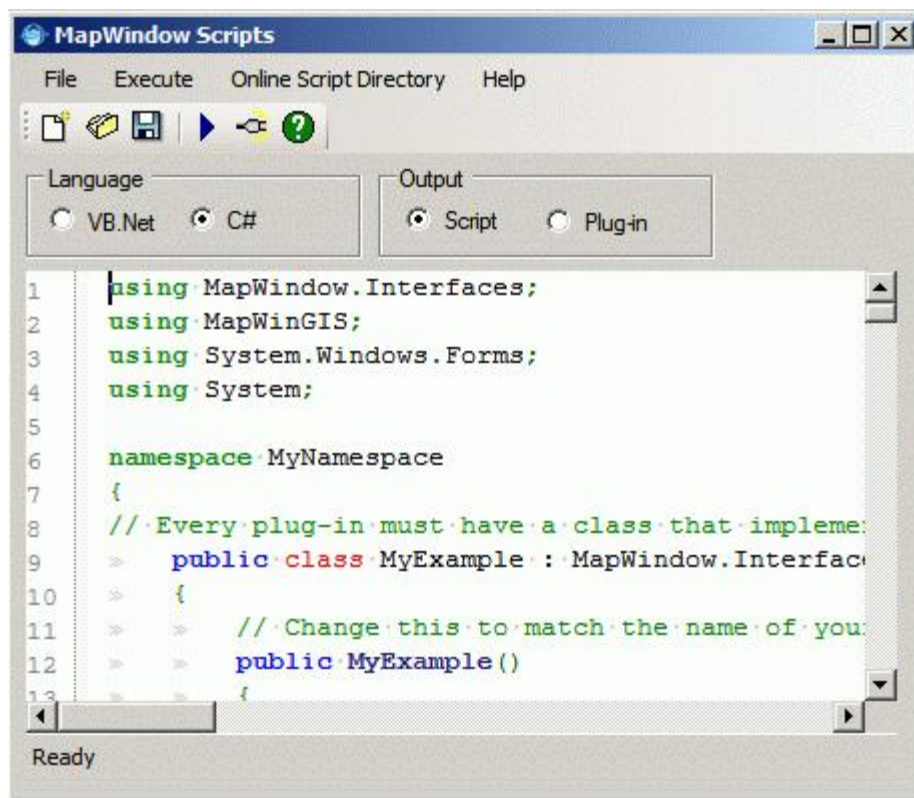 MapWindow Scripts
File Execute Online Script Directory Help
Language
Output
VB.Net C#
Script Plug-in
1 using MapWindow.Interfaces;
2 using MapWinGIS;
3 using System.Windows.Forms;
4 using System;
5
6 namespace MyNamespace
7 {
8 // Every plug-in must have a class that impleme
9 public class MyExample : MapWindow.Interfac
10 {
11 // Change this to match the name of you
12 public MyExample()
13 {
Ready